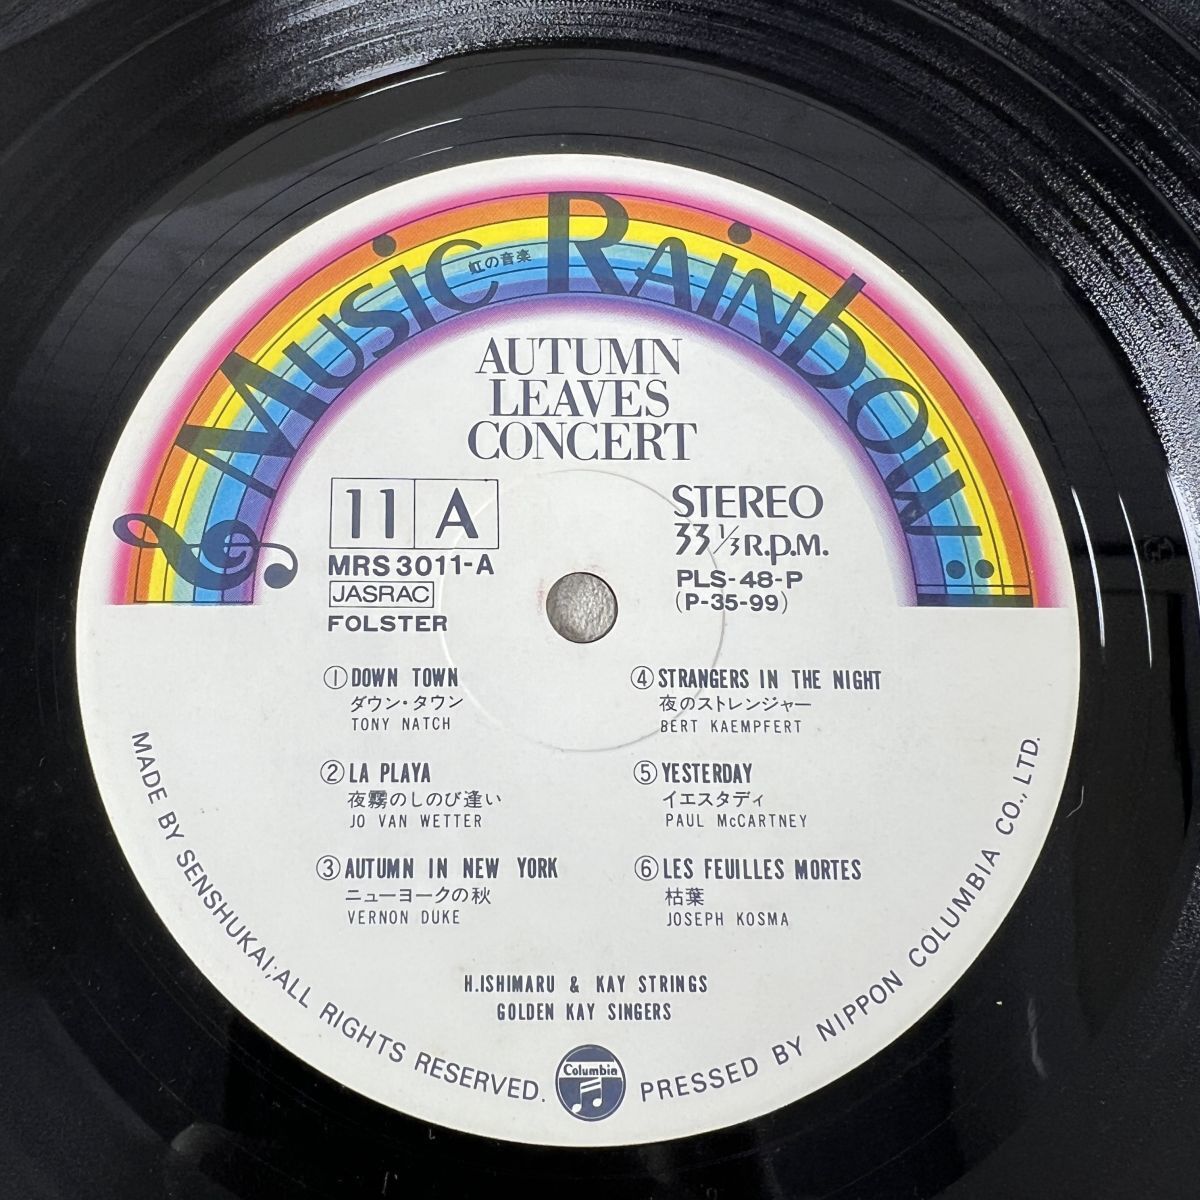 MUSIC RAINBOW
虹の音楽
AUTUMN
LEAVES
CONCERT
11 A
MRS 3011-A
JASRAC
FOLSTER
STEREO
33 1/3 R.P.M.
PLS-48-P
(P-35-99)
① DOWN TOWN
ダウン・タウン
TONY NATCH
② LA PLAYA
夜霧のしのび逢い
JO VAN WETTER
③ AUTUMN IN NEW YORK
ニューヨークの秋
VERNON DUKE
④ STRANGERS IN THE NIGHT
夜のストレンジャー
BERT KAEMPFERT
⑤ YESTERDAY
イエスタディ
PAUL McCARTNEY
⑥ LES FEUILLES MORTES
枯葉
JOSEPH KOSMA
H.ISHIMARU & KAY STRINGS
GOLDEN KAY SINGERS
MADE BY SENSHUKAI;ALL RIGHTS RESERVED.
Columbia
PRESSED BY NIPPON COLUMBIA CO., LTD.